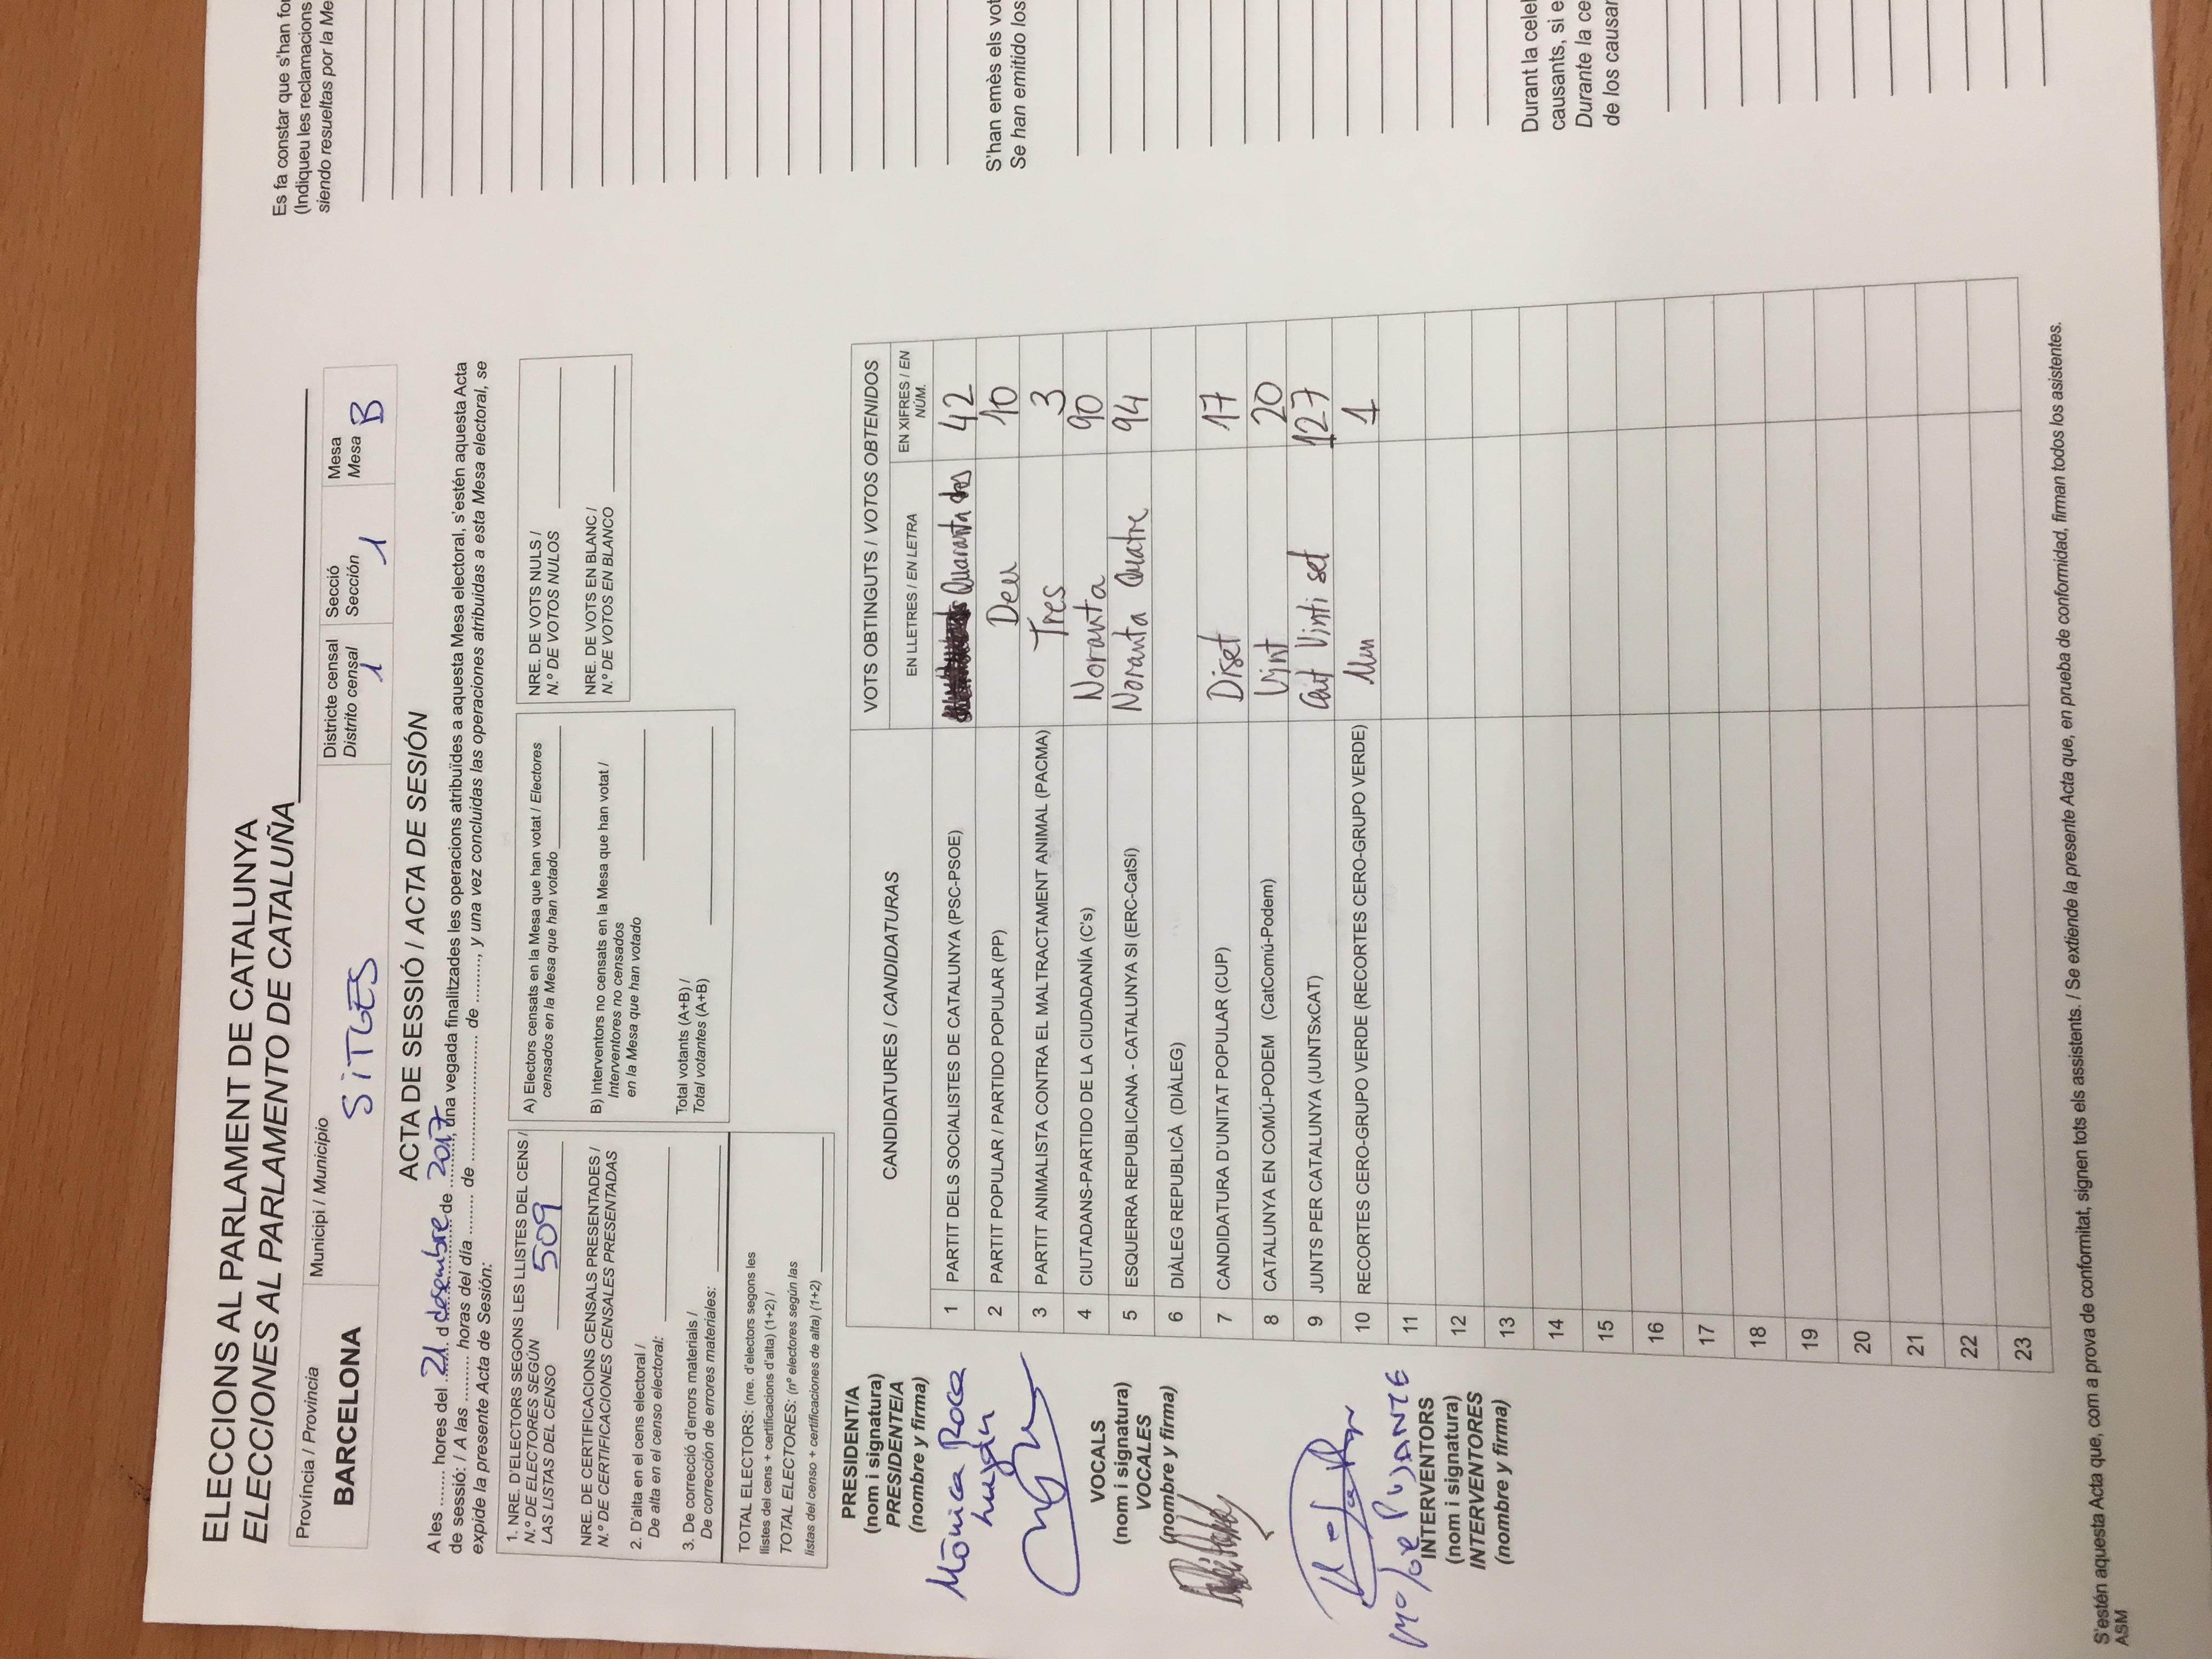 ELECCIONS AL PARLAMENT DE CATALUNYA
ELECCIONES AL PARLAMENTO DE CATALUÑA
Província / Provincia
BARCELONA
Municipi / Municipio
SITGES
Districte censal
Distrito censal
1
Secció
Sección
1
Mesa
Mesa
B
ACTA DE SESSIÓ / ACTA DE SESIÓN
A les ...... hores del 21 d desembre de 2017, una vegada finalitzades les operacions atribuïdes a aquesta Mesa electoral, s'estén aquesta Acta
de sessió: / A las .......... horas del día ........ de .......................... de ........, y una vez concluidas las operaciones atribuidas a esta Mesa electoral, se
expide la presente Acta de Sesión:
1. NRE. D'ELECTORS SEGONS LES LLISTES DEL CENS /
N.º DE ELECTORES SEGÚN
LAS LISTAS DEL CENSO
509
NRE. DE CERTIFICACIONS CENSALS PRESENTADES /
N.º DE CERTIFICACIONES CENSALES PRESENTADAS
2. D'alta en el cens electoral /
De alta en el censo electoral:
3. De correcció d'errors materials /
De corrección de errores materiales:
TOTAL ELECTORS: (nre. d'electors segons les
llistes del cens + certificacions d'alta) (1+2) /
TOTAL ELECTORES: (nº electores según las
listas del censo + certificaciones de alta) (1+2)
A) Electors censats en la Mesa que han votat / Electores
censados en la Mesa que han votado
B) Interventors no censats en la Mesa que han votat /
Interventores no censados
en la Mesa que han votado
Total votants (A+B) /
Total votantes (A+B)
NRE. DE VOTS NULS /
N.º DE VOTOS NULOS
NRE. DE VOTS EN BLANC /
N.º DE VOTOS EN BLANCO
PRESIDENT/A
(nom i signatura)
PRESIDENTE/A
(nombre y firma)
Mònica Roca
VOCALS
(nom i signatura)
VOCALES
(nombre y firma)
PUJANTE
INTERVENTORS
(nom i signatura)
INTERVENTORES
(nombre y firma)
CANDIDATURES / CANDIDATURAS
VOTS OBTINGUTS / VOTOS OBTENIDOS
EN LLETRES / EN LETRA
EN XIFRES / EN
NÚM.
1 PARTIT DELS SOCIALISTES DE CATALUNYA (PSC-PSOE) Quaranta dos 42
2 PARTIT POPULAR / PARTIDO POPULAR (PP) Deu 10
3 PARTIT ANIMALISTA CONTRA EL MALTRACTAMENT ANIMAL (PACMA) Tres 3
4 CIUTADANS-PARTIDO DE LA CIUDADANÍA (C's) Noranta 90
5 ESQUERRA REPUBLICANA - CATALUNYA SI (ERC-CatSí) Noranta Quatre 94
6 DIÀLEG REPUBLICÀ (DIÀLEG)
7 CANDIDATURA D'UNITAT POPULAR (CUP) Diset 17
8 CATALUNYA EN COMÚ-PODEM (CatComú-Podem) Vint 20
9 JUNTS PER CATALUNYA (JUNTSxCAT) Cent Vinti set 127
10 RECORTES CERO-GRUPO VERDE (RECORTES CERO-GRUPO VERDE) Un 1
11
12
13
14
15
16
17
18
19
20
21
22
23
S'estén aquesta Acta que, com a prova de conformitat, signen tots els assistents. / Se extiende la presente Acta que, en prueba de conformidad, firman todos los asistentes.
ASM
Es fa constar que s'han for
(Indiqueu les reclamacions
siendo resueltas por la Me
S'han emès els vot
Se han emitido los
Durant la celel
causants, si e
Durante la ce
de los causar